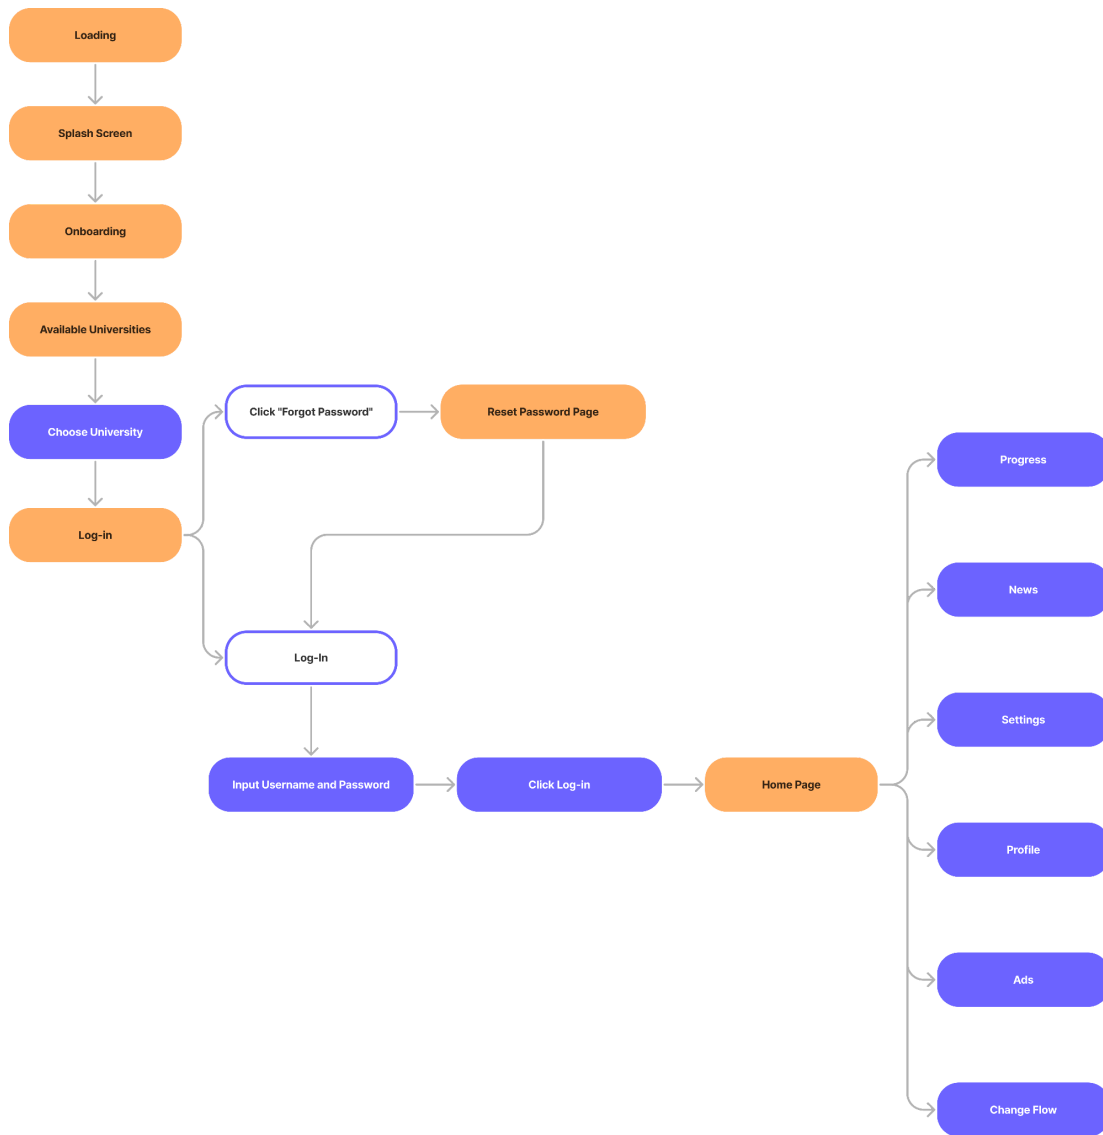 Loading
Splash Screen
Onboarding
Available Universities
Choose University
Log-in
Click "Forgot Password"
Reset Password Page
Log-In
Input Username and Password
Click Log-in
Home Page
Progress
News
Settings
Profile
Ads
Change Flow